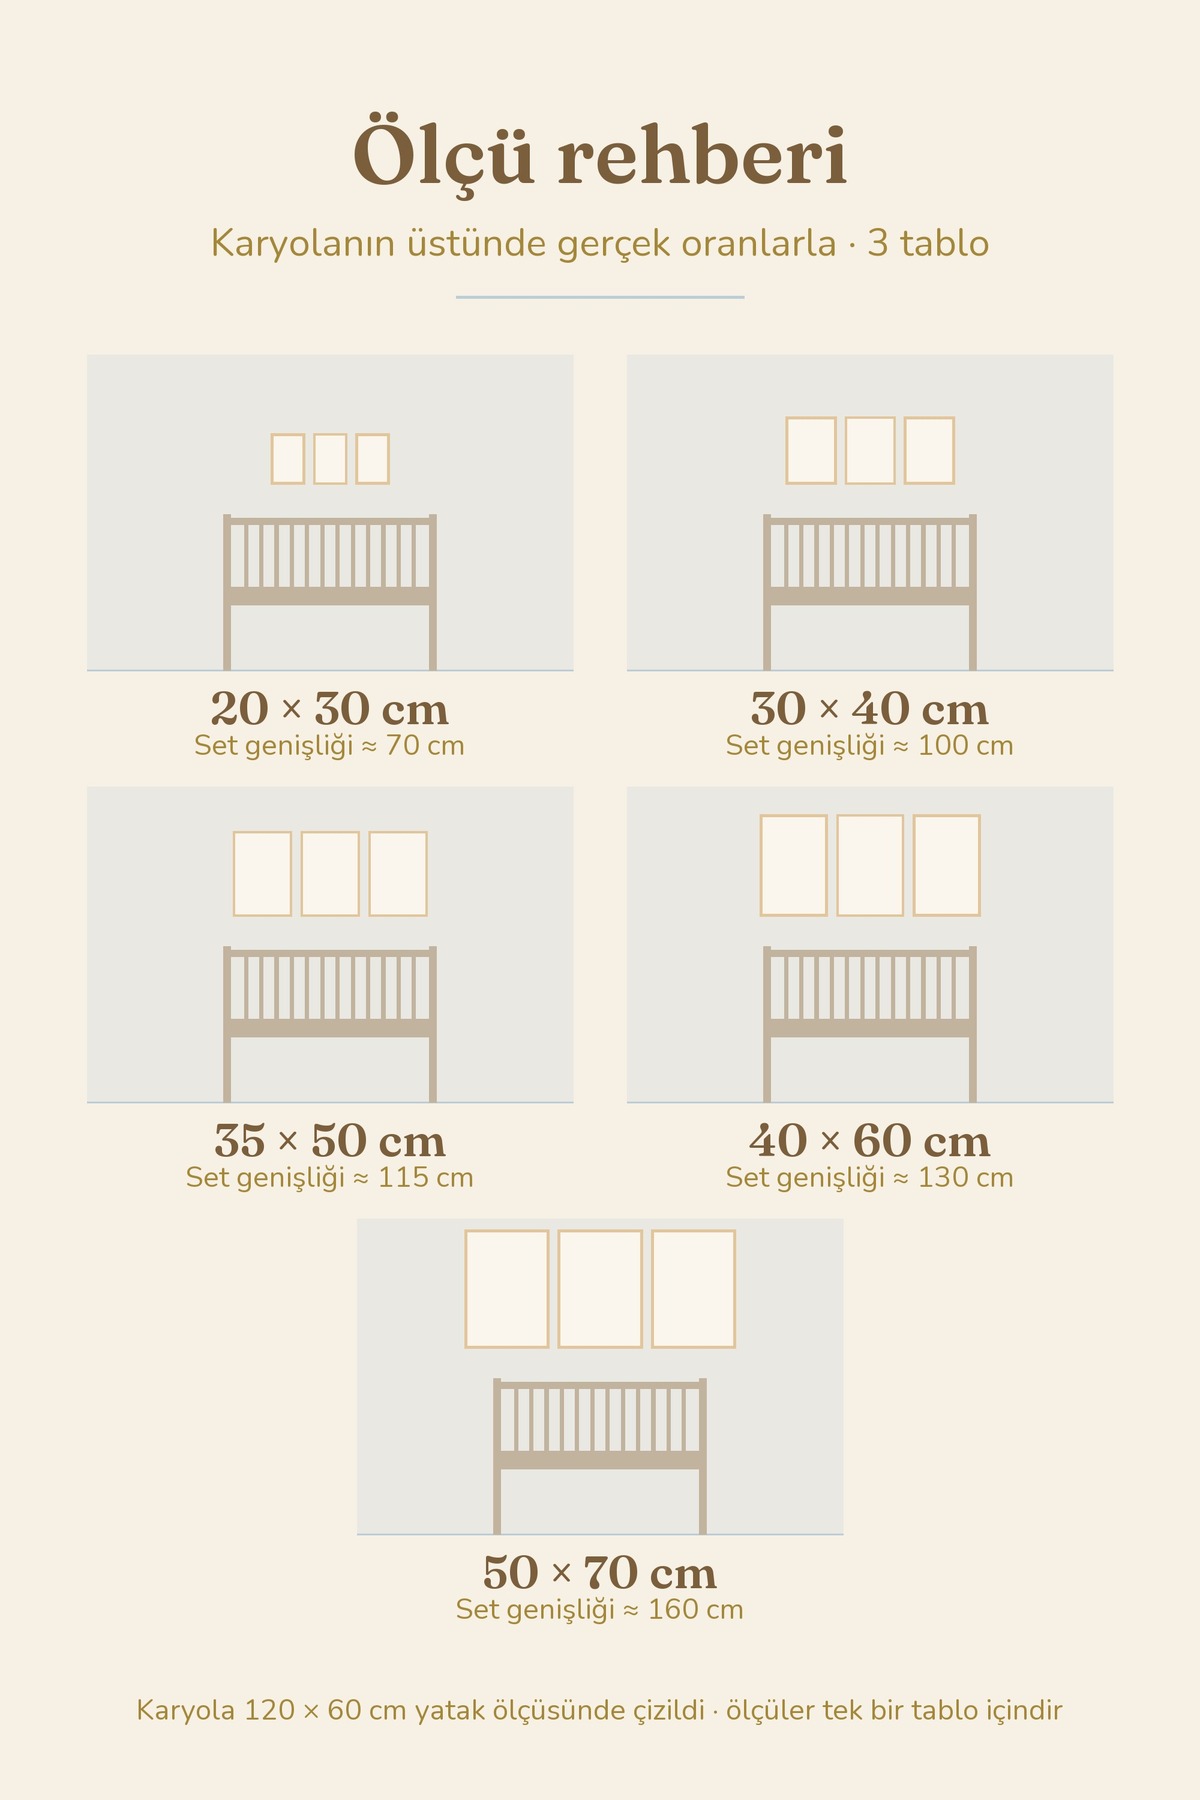 Ölçü rehberi
Karyolanın üstünde gerçek oranlarla · 3 tablo
20 × 30 cm
Set genişliği ≈ 70 cm
30 × 40 cm
Set genişliği ≈ 100 cm
35 × 50 cm
Set genişliği ≈ 115 cm
40 × 60 cm
Set genişliği ≈ 130 cm
50 × 70 cm
Set genişliği ≈ 160 cm
Karyola 120 × 60 cm yatak ölçüsünde çizildi · ölçüler tek bir tablo içindir